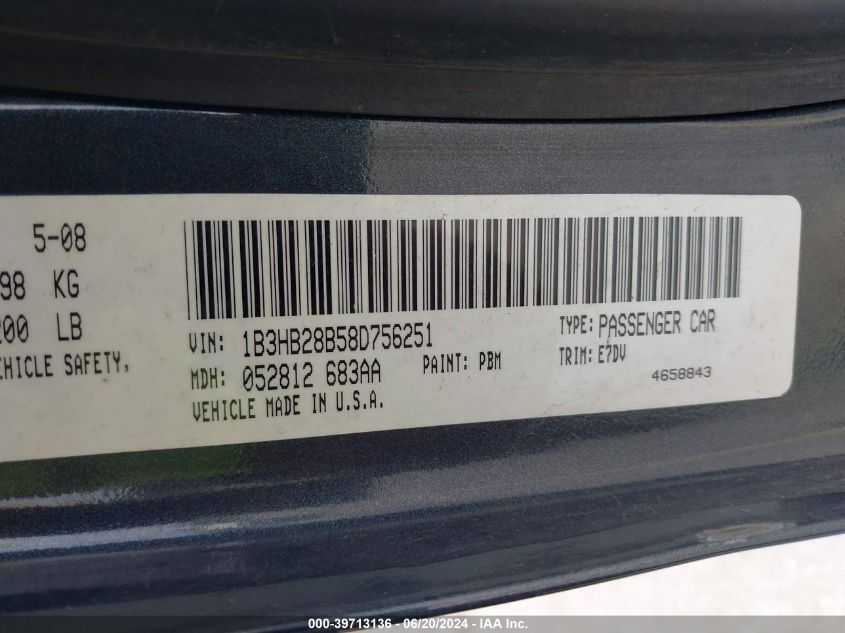 5-08
98 KG
200 LB
EHICLE SAFETY,
VIN: 1B3HB28B58D756251
TYPE: PASSENGER CAR
MDH: 052812 683AA
PAINT: PBM
TRIM: E7DV
VEHICLE MADE IN U.S.A.
4658843
000-39713136 - 06/20/2024 - IAA Inc.